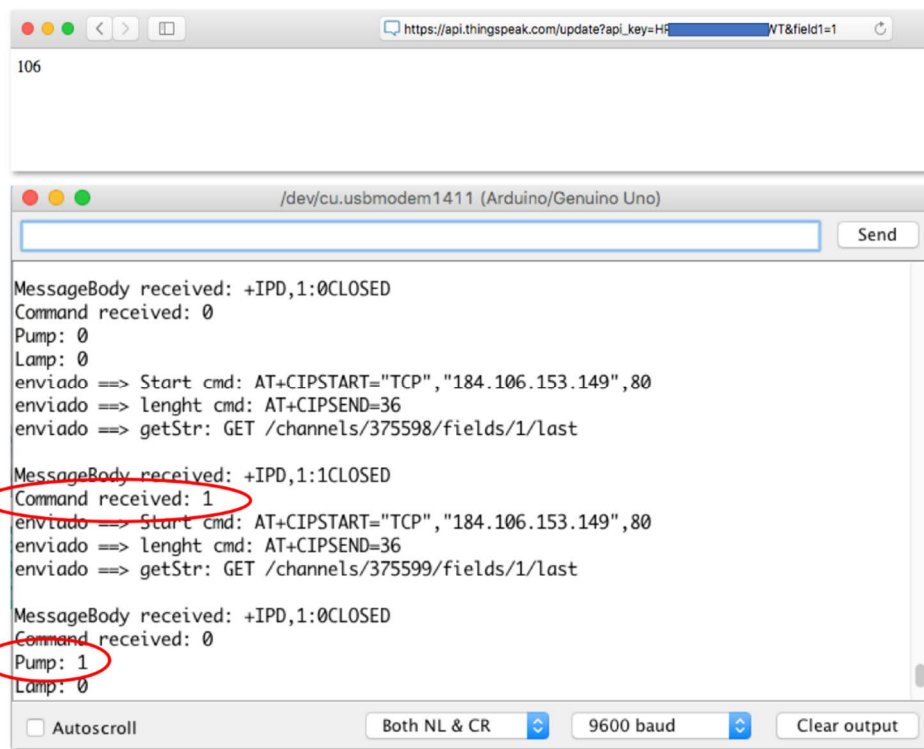 https://api.thingspeak.com/update?api_key=HR WT&field1=1
106
/dev/cu.usbmodem1411 (Arduino/Genuino Uno)
Send
MessageBody received: +IPD,1:0CLOSED
Command received: 0
Pump: 0
Lamp: 0
enviado ==> Start cmd: AT+CIPSTART="TCP","184.106.153.149",80
enviado ==> lenght cmd: AT+CIPSEND=36
enviado ==> getStr: GET /channels/375598/fields/1/last
MessageBody received: +IPD,1:1CLOSED
Command received: 1
enviado ==> Start cmd: AT+CIPSTART="TCP","184.106.153.149",80
enviado ==> lenght cmd: AT+CIPSEND=36
enviado ==> getStr: GET /channels/375599/fields/1/last
MessageBody received: +IPD,1:0CLOSED
Command received: 0
Pump: 1
Lamp: 0
Autoscroll Both NL & CR 9600 baud Clear output